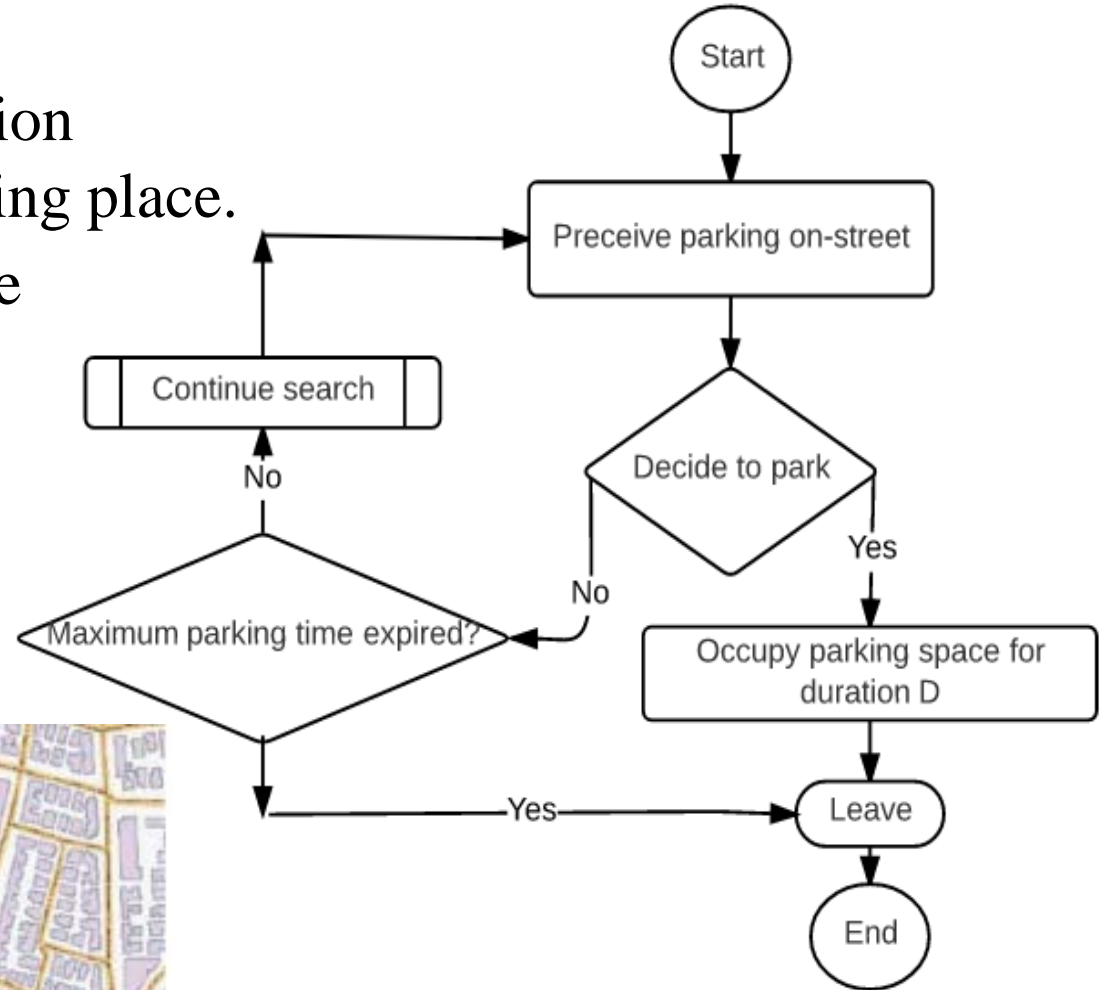 ion
ing place.
e
Start
Preceive parking on-street
Continue search
Decide to park
No
Yes
No
Maximum parking time expired?
Occupy parking space for
duration D
Yes
Leave
End